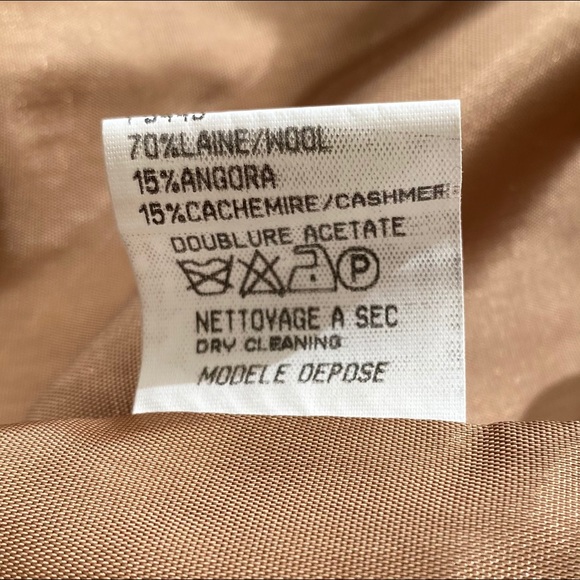 70%LAINE/WOOL
15%ANGORA
15%CACHEMIRE/CASHMER
DOUBLURE ACETATE
P
NETTOYAGE A SEC
DRY CLEANING
MODELE DEPOSE